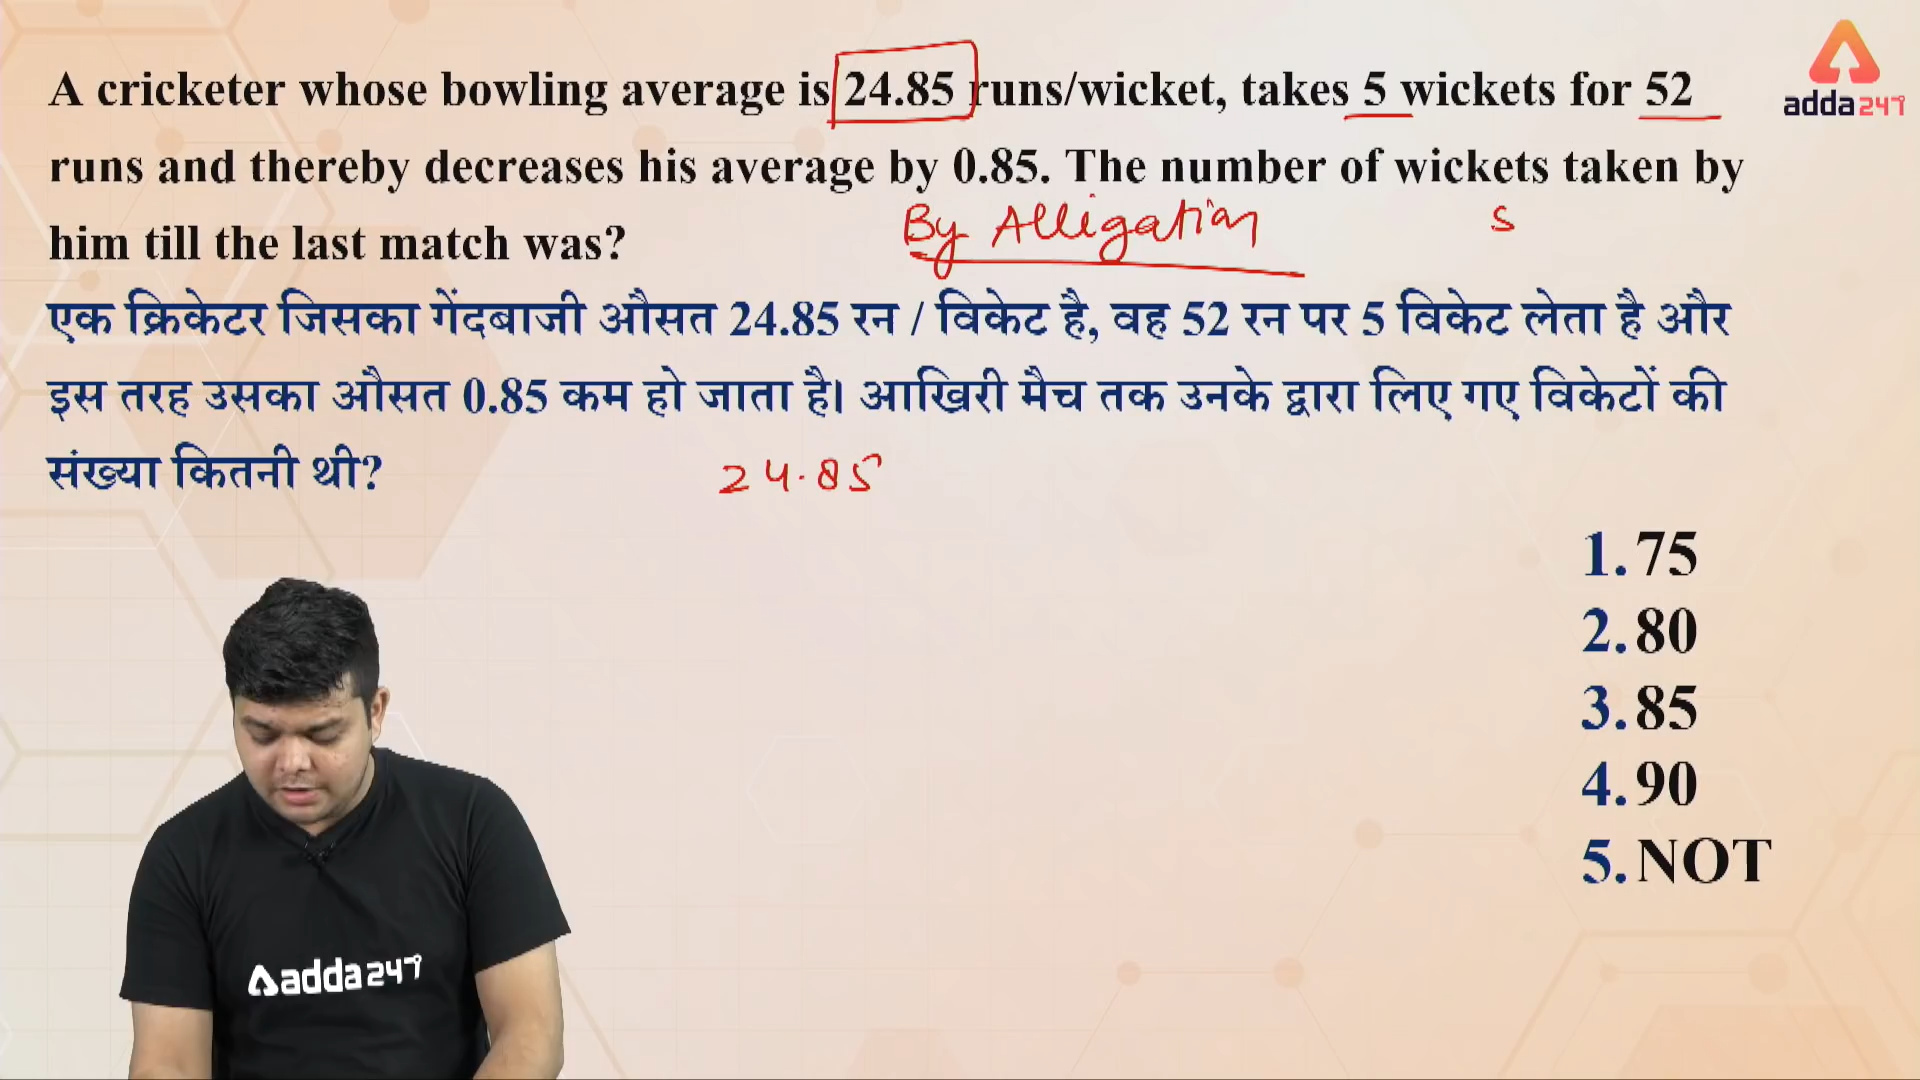 A cricketer whose bowling average is 24.85 runs/wicket, takes 5 wickets for 52
runs and thereby decreases his average by 0.85. The number of wickets taken by
him till the last match was?
By Alligation
5
एक क्रिकेटर जिसका गेंदबाजी औसत 24.85 रन / विकेट है, वह 52 रन पर 5 विकेट लेता है और
इस तरह उसका औसत 0.85 कम हो जाता है। आखिरी मैच तक उनके द्वारा लिए गए विकेटों की
संख्या कितनी थी?
24.85
1. 75
2. 80
3. 85
4. 90
5. NOT
adda247
adda247